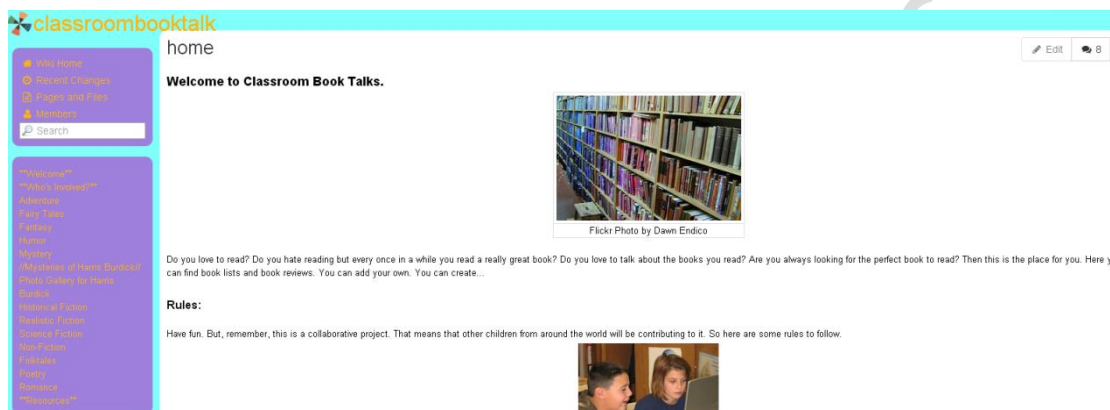 classroombooktalk
Wiki Home
Recent Changes
Pages and Files
Members
Search
**Welcome**
**Who's Involved?**
Adventure
Fairy Tales
Fantasy
Humor
Mystery
//Mysteries of Harris Burdick//
Photo Gallery for Harris
Burdick
Historical Fiction
Realistic Fiction
Science Fiction
Non-Fiction
Folktales
Poetry
Romance
**Resources**
home
Edit
8
Welcome to Classroom Book Talks.
Flickr Photo by Dawn Endico
Do you love to read? Do you hate reading but every once in a while you read a really great book? Do you love to talk about the books you read? Are you always looking for the perfect book to read? Then this is the place for you. Here
can find book lists and book reviews. You can add your own. You can create...
Rules:
Have fun. But, remember, this is a collaborative project. That means that other children from around the world will be contributing to it. So here are some rules to follow.